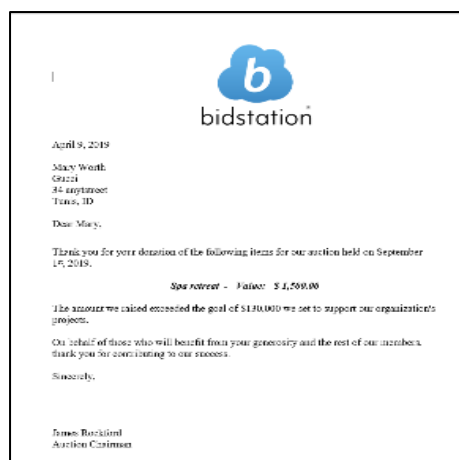 b
bidstation
April 9, 2019
Mary Worth
Gucci
34 anystreet
Tunis, ID
Dear Mary,
Thank you for your donation of the following items for our auction held on September
1st, 2019.
Spa retreat - Value: $ 1,500.00
The amount we raised exceeded the goal of $130,000 we set to support our organization's
projects.
On behalf of those who will benefit from your generosity and the rest of our members,
thank you for contributing to our success.
Sincerely,
James Rockford
Auction Chairman